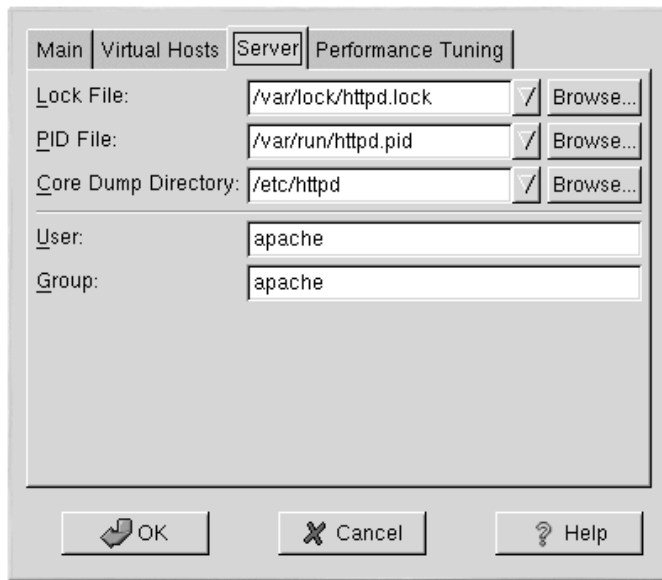 Main Virtual Hosts Server Performance Tuning
Lock File: /var/lock/httpd.lock Browse...
PID File: /var/run/httpd.pid Browse...
Core Dump Directory: /etc/httpd Browse...
User: apache
Group: apache
OK Cancel Help